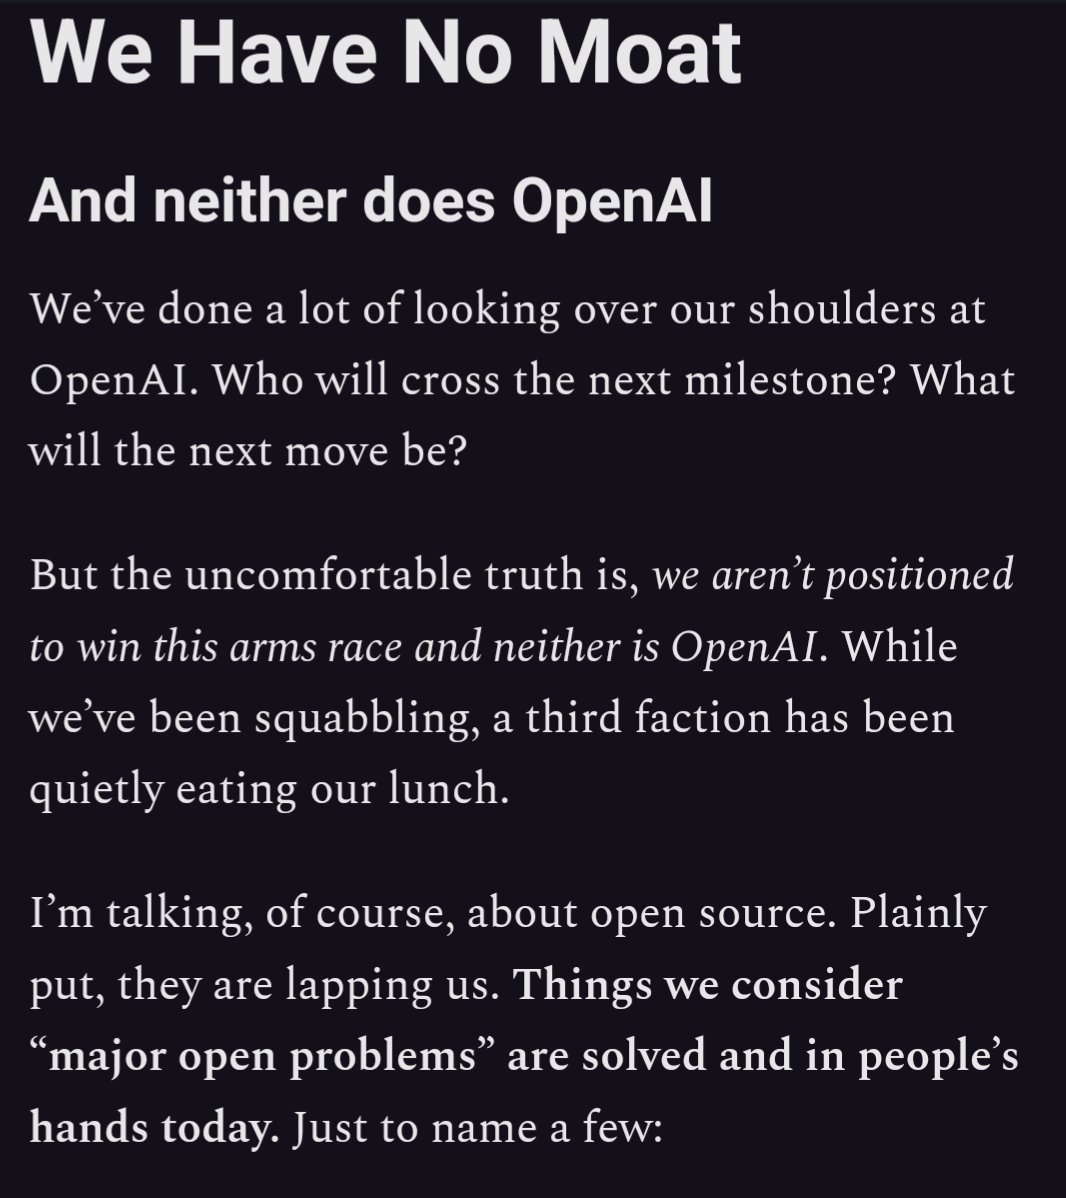 We Have No Moat
And neither does OpenAI
We’ve done a lot of looking over our shoulders at
OpenAI. Who will cross the next milestone? What
will the next move be?
But the uncomfortable truth is, we aren’t positioned
to win this arms race and neither is OpenAI. While
we’ve been squabbling, a third faction has been
quietly eating our lunch.
I’m talking, of course, about open source. Plainly
put, they are lapping us. Things we consider
“major open problems” are solved and in people’s
hands today. Just to name a few: